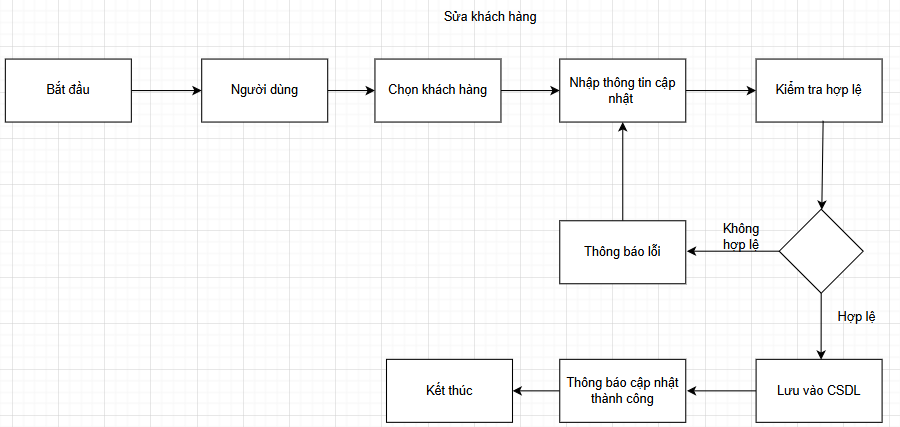 Sửa khách hàng
Bắt đầu
Người dùng
Chọn khách hàng
Nhập thông tin cập
nhật
Kiểm tra hợp lệ
Không
hợp lệ
Thông báo lỗi
Hợp lệ
Kết thúc
Thông báo cập nhật
thành công
Lưu vào CSDL